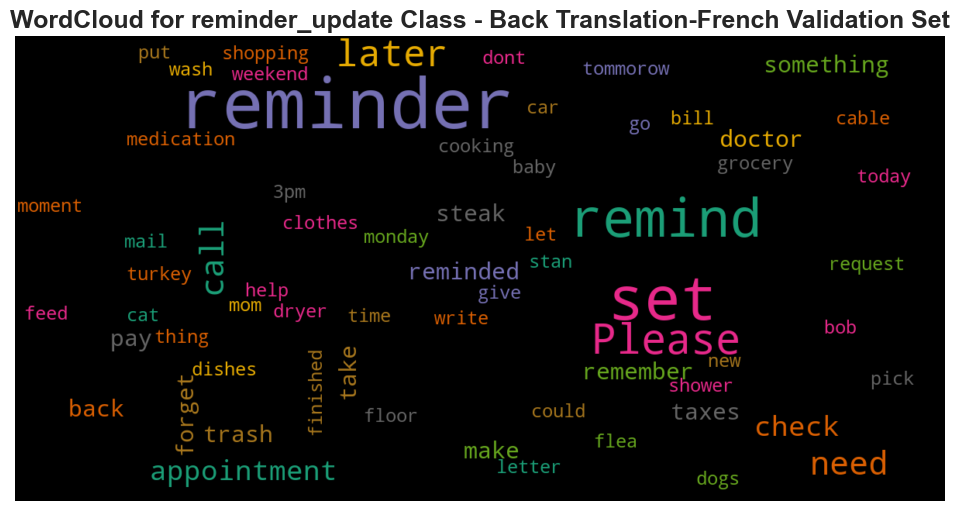 WordCloud for reminder_update Class - Back Translation-French Validation Set
put
shopping
later
dont
wash
weekend
tommorow
something
reminder
car
go
bill
cable
medication
cooking
doctor
baby
grocery
today
3pm
moment
clothes
steak
remind
mail
call
monday
let
turkey
reminded
stan
request
help
give
set
feed
cat
mom
dryer
time
write
bob
pay
thing
Please
dishes
finished
take
remember
new
shower
pick
back
forget
trash
floor
could
taxes
check
flea
make
appointment
letter
need
dogs